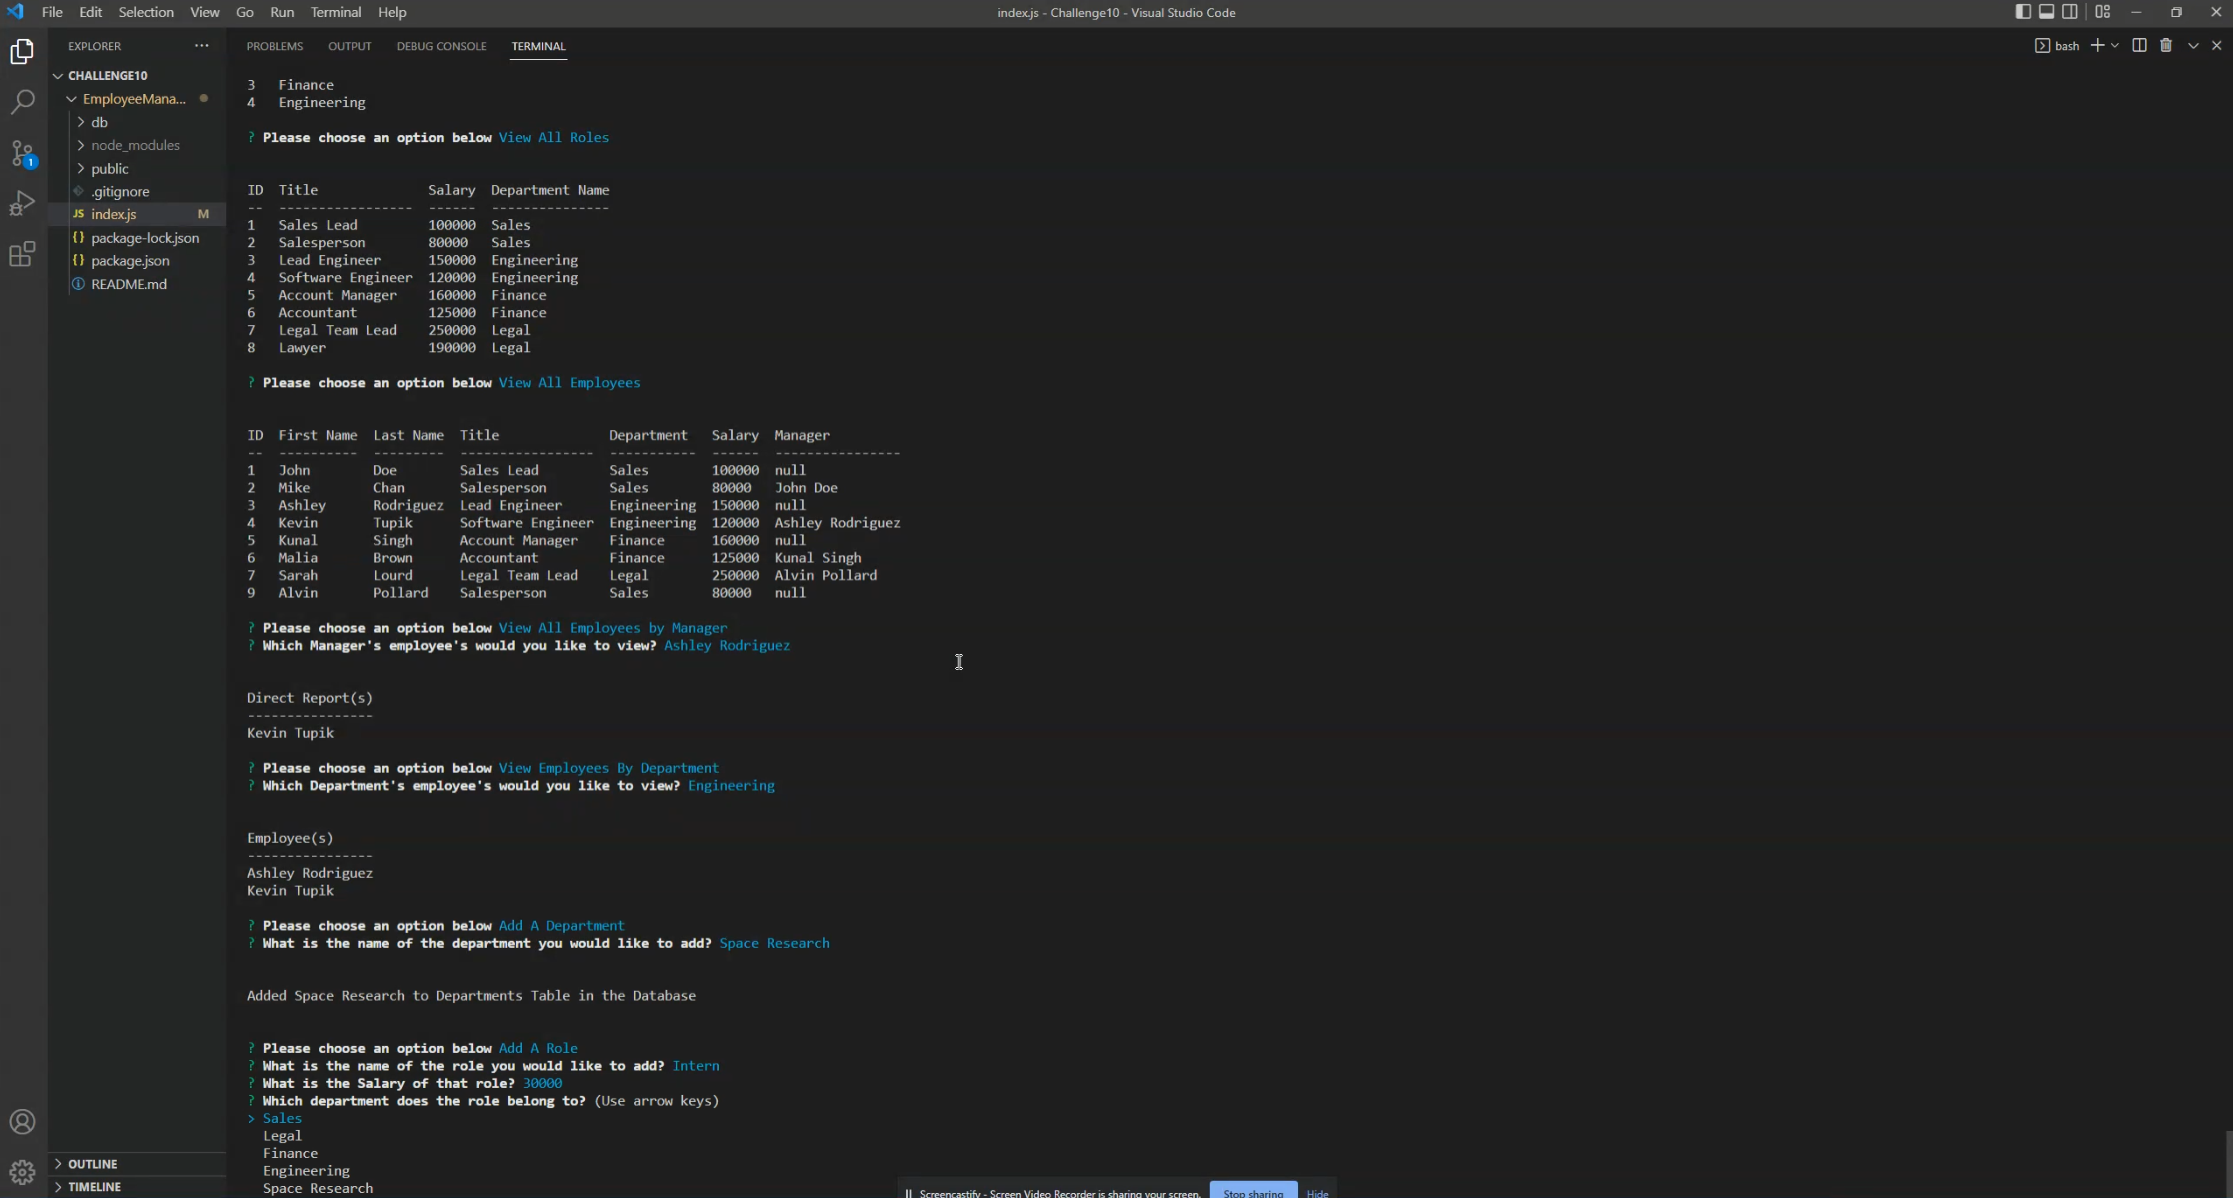 File Edit Selection View Go Run Terminal Help
index.js - Challenge10 - Visual Studio Code
EXPLORER ...
PROBLEMS OUTPUT DEBUG CONSOLE TERMINAL
bash
CHALLENGE10
EmployeeMana...
db
node_modules
public
.gitignore
JS index.js M
{} package-lock.json
{} package.json
README.md
1
OUTLINE
TIMELINE
3 Finance
4 Engineering
? Please choose an option below View All Roles
ID Title Salary Department Name
-- ----------------- ------ ---------------
1 Sales Lead 100000 Sales
2 Salesperson 80000 Sales
3 Lead Engineer 150000 Engineering
4 Software Engineer 120000 Engineering
5 Account Manager 160000 Finance
6 Accountant 125000 Finance
7 Legal Team Lead 250000 Legal
8 Lawyer 190000 Legal
? Please choose an option below View All Employees
ID First Name Last Name Title Department Salary Manager
-- ---------- --------- ----------------- ----------- ------ ----------------
1 John Doe Sales Lead Sales 100000 null
2 Mike Chan Salesperson Sales 80000 John Doe
3 Ashley Rodriguez Lead Engineer Engineering 150000 null
4 Kevin Tupik Software Engineer Engineering 120000 Ashley Rodriguez
5 Kunal Singh Account Manager Finance 160000 null
6 Malia Brown Accountant Finance 125000 Kunal Singh
7 Sarah Lourd Legal Team Lead Legal 250000 Alvin Pollard
9 Alvin Pollard Salesperson Sales 80000 null
? Please choose an option below View All Employees by Manager
? Which Manager's employee's would you like to view? Ashley Rodriguez
Direct Report(s)
----------------
Kevin Tupik
? Please choose an option below View Employees By Department
? Which Department's employee's would you like to view? Engineering
Employee(s)
----------------
Ashley Rodriguez
Kevin Tupik
? Please choose an option below Add A Department
? What is the name of the department you would like to add? Space Research
Added Space Research to Departments Table in the Database
? Please choose an option below Add A Role
? What is the name of the role you would like to add? Intern
? What is the Salary of that role? 30000
? Which department does the role belong to? (Use arrow keys)
> Sales
Legal
Finance
Engineering
Space Research
Screencastify - Screen Video Recorder is sharing your screen. Stop sharing Hide